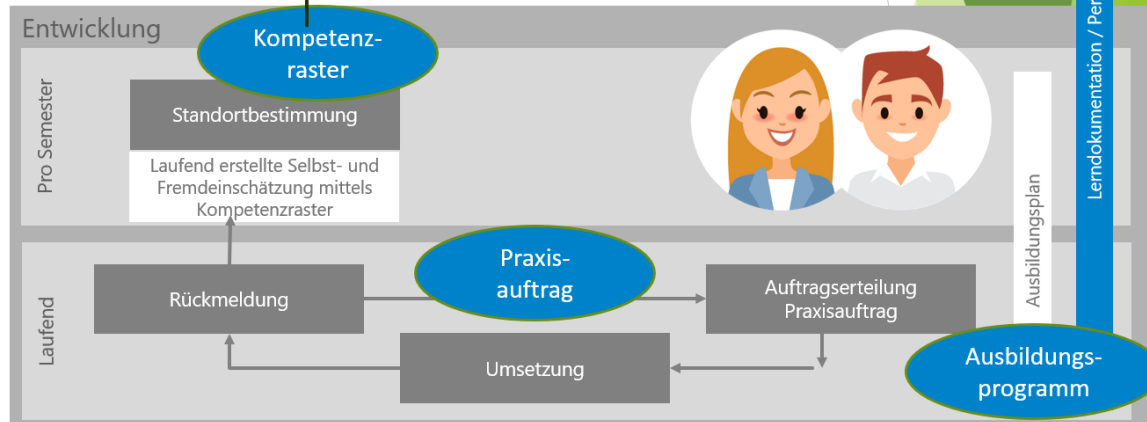 Entwicklung
Kompetenz-
raster
Pro Semester
Standortbestimmung
Laufend erstellte Selbst- und
Fremdeinschätzung mittels
Kompetenzraster
Ausbildungsplan
Lerndokumentation /
Laufend
Rückmeldung
Praxis-
auftrag
Auftragserteilung
Praxisauftrag
Umsetzung
Ausbildungs-
programm